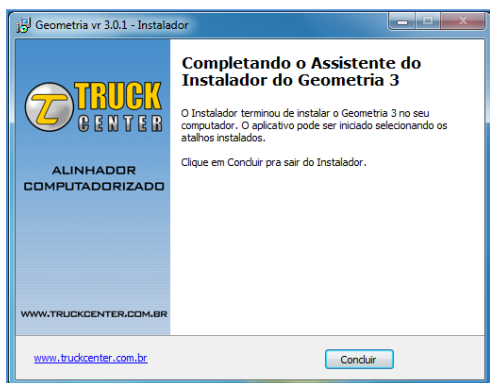 Geometria vr 3.0.1 - Instalador
TRUCK
CENTER
ALINHADOR
COMPUTADORIZADO
WWW.TRUCKCENTER.COM.BR
Completando o Assistente do
Instalador do Geometria 3
O Instalador terminou de instalar o Geometria 3 no seu
computador. O aplicativo pode ser iniciado selecionando os
atalhos instalados.
Clique em Concluir pra sair do Instalador.
www.truckcenter.com.br
Concluir